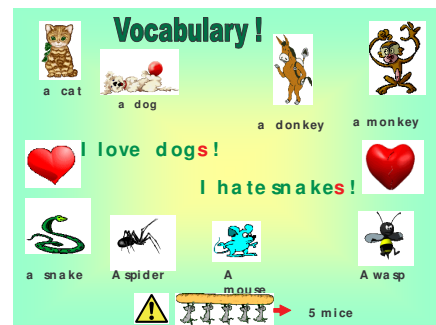 Vocabulary !
a cat
a dog
a donkey
a monkey
I love dogs!
I hate snakes!
a snake
A spider
A
mouse
A wasp
5 mice